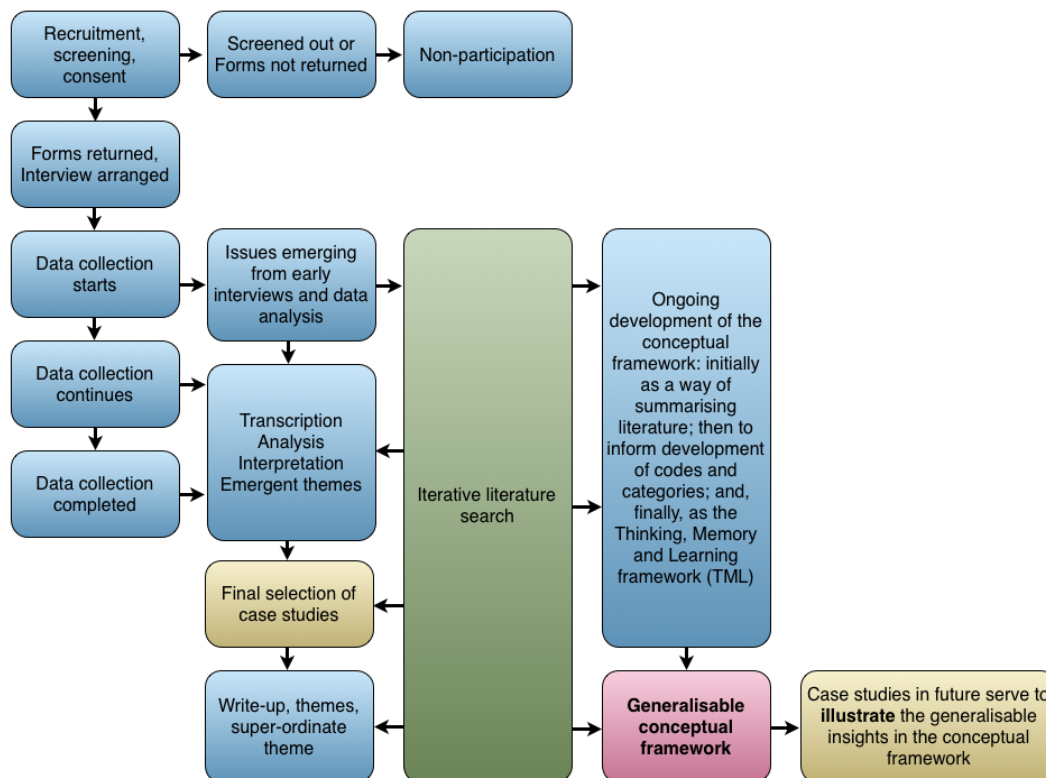 Recruitment,
screening,
consent
Screened out or
Forms not returned
Non-participation
Forms returned,
Interview arranged
Data collection
starts
Issues emerging
from early
interviews and data
analysis
Data collection
continues
Transcription
Analysis
Interpretation
Emergent themes
Data collection
completed
Iterative literature
search
Ongoing
development of the
conceptual
framework: initially
as a way of
summarising
literature; then to
inform development
of codes and
categories; and,
finally, as the
Thinking, Memory
and Learning
framework (TML)
Final selection of
case studies
Write-up, themes,
super-ordinate
theme
Generalisable
conceptual
framework
Case studies in future serve to
illustrate the generalisable
insights in the conceptual
framework